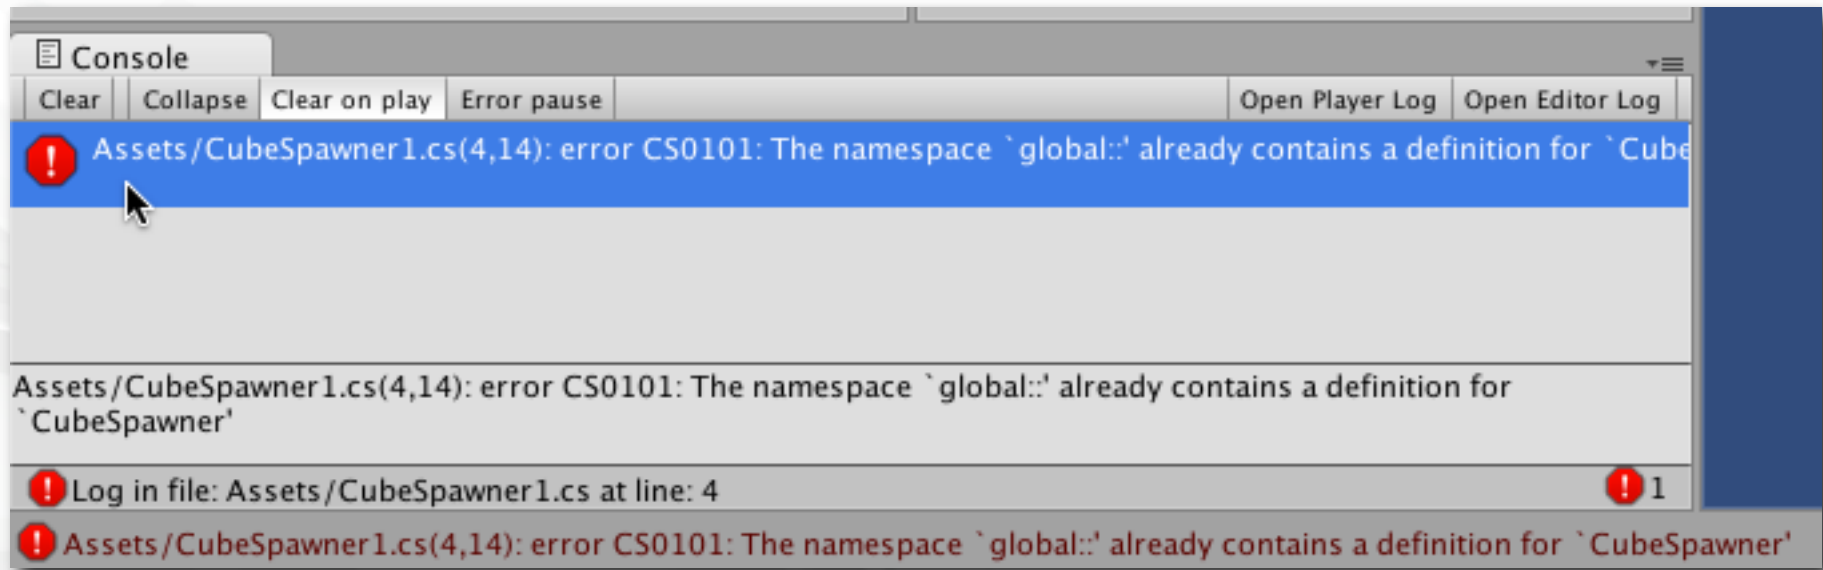 Console
Clear Collapse Clear on play Error pause Open Player Log Open Editor Log
Assets/CubeSpawner1.cs(4,14): error CS0101: The namespace `global::' already contains a definition for `Cube
Assets/CubeSpawner1.cs(4,14): error CS0101: The namespace `global::' already contains a definition for
`CubeSpawner'
Log in file: Assets/CubeSpawner1.cs at line: 4 1
Assets/CubeSpawner1.cs(4,14): error CS0101: The namespace `global::' already contains a definition for `CubeSpawner'